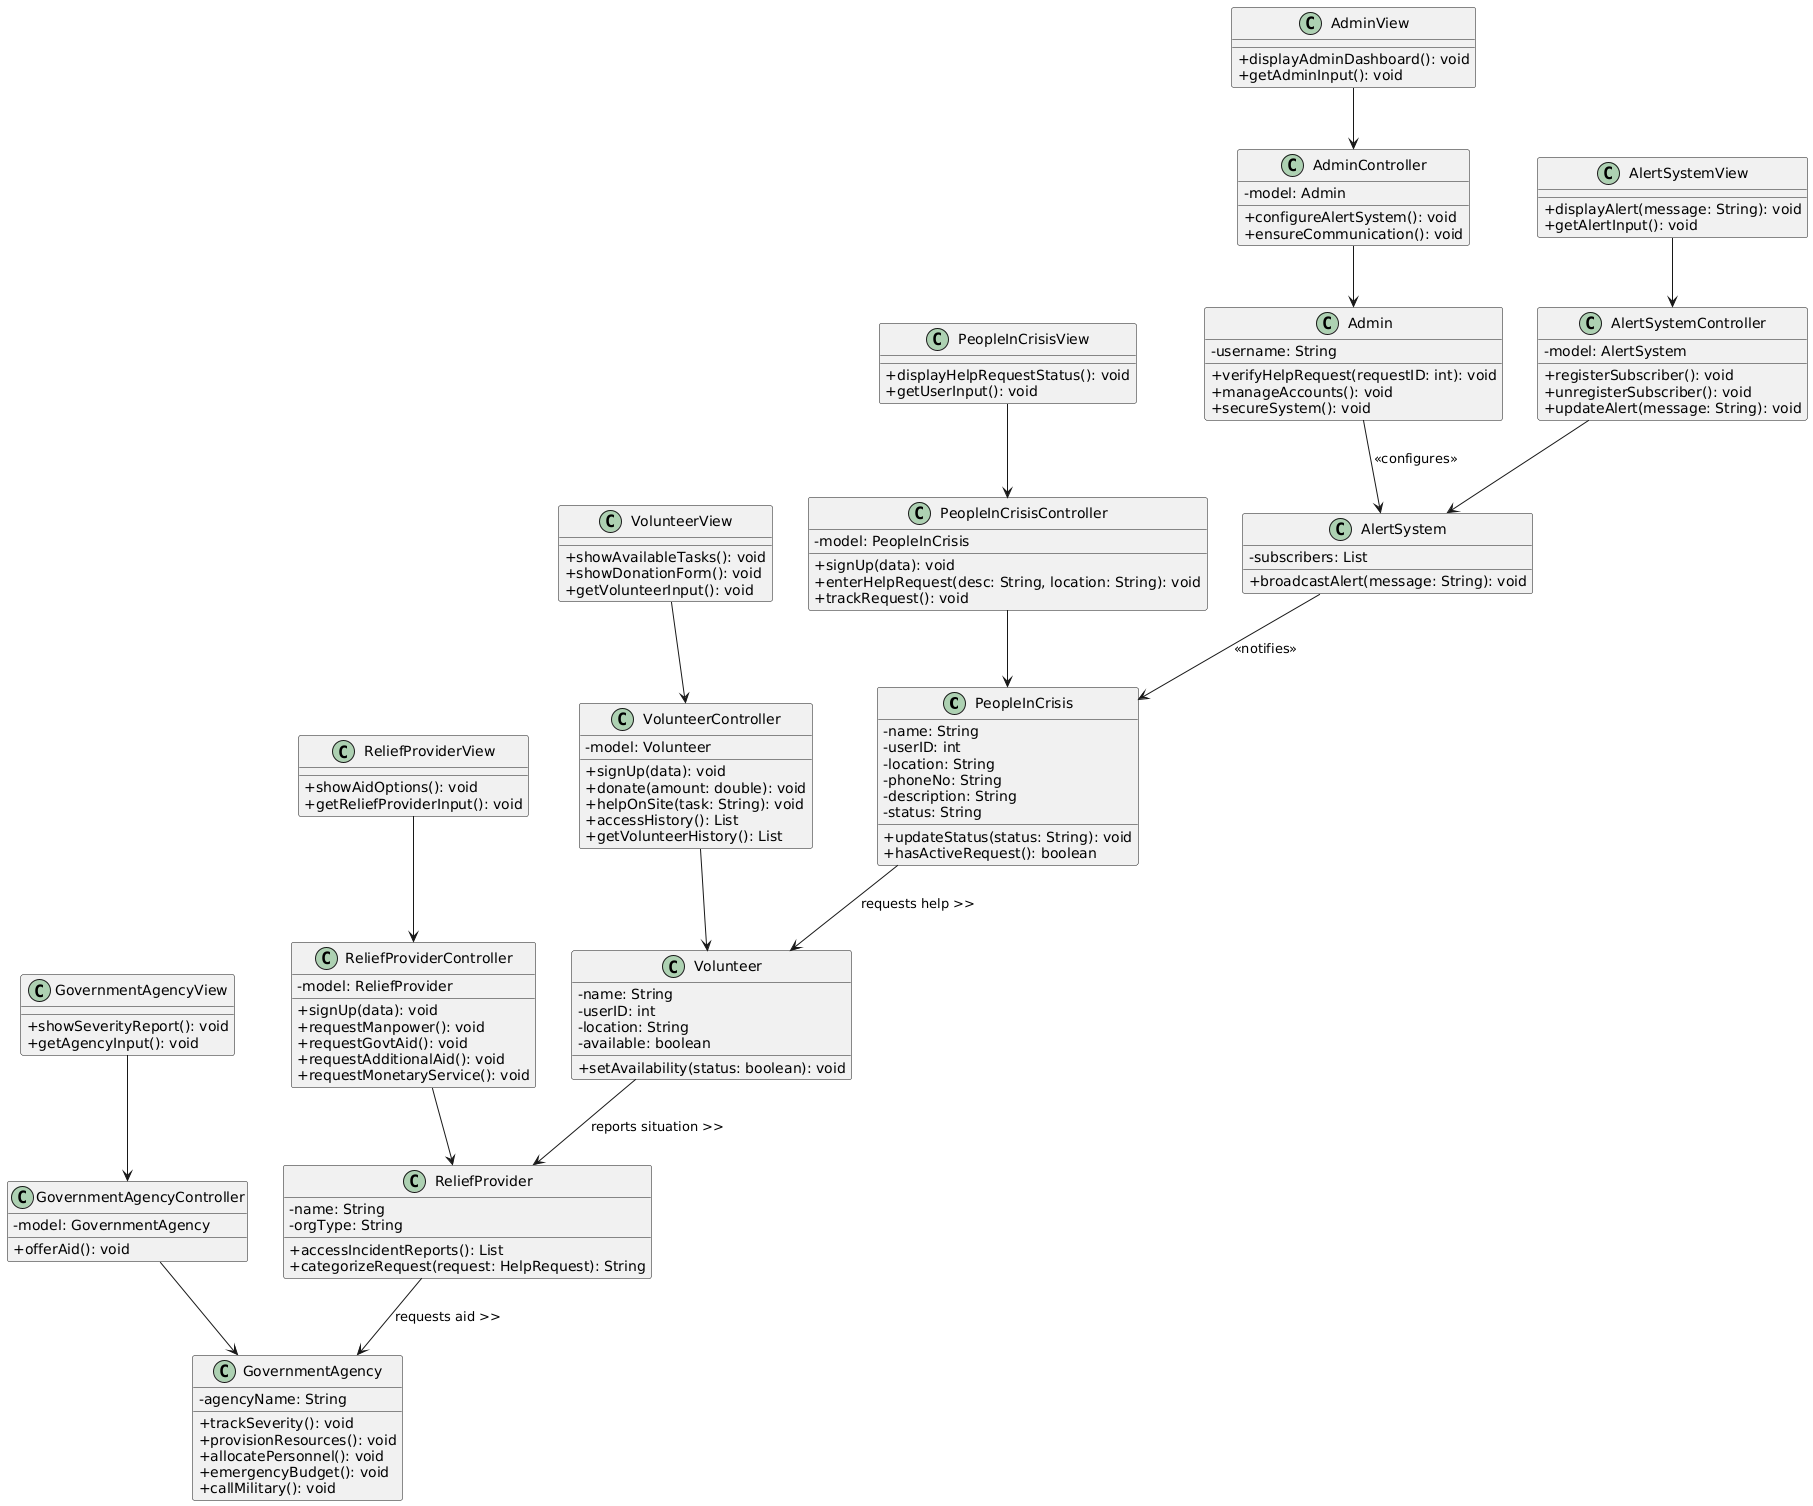 C AdminView
+displayAdminDashboard(): void
+getAdminInput(): void
C AdminController
-model: Admin
+configureAlertSystem(): void
+ensureCommunication(): void
C AlertSystemView
+displayAlert(message: String): void
+getAlertInput(): void
C Admin
-username: String
+verifyHelpRequest(requestID: int): void
+manageAccounts(): void
+secureSystem(): void
C AlertSystemController
-model: AlertSystem
+registerSubscriber(): void
+unregisterSubscriber(): void
+updateAlert(message: String): void
C PeopleInCrisisView
+displayHelpRequestStatus(): void
+getUserInput(): void
«configures»
C VolunteerView
+showAvailableTasks(): void
+showDonationForm(): void
+getVolunteerInput(): void
C PeopleInCrisisController
-model: PeopleInCrisis
+signUp(data): void
+enterHelpRequest(desc: String, location: String): void
+trackRequest(): void
C AlertSystem
-subscribers: List
+broadcastAlert(message: String): void
«notifies»
C VolunteerController
-model: Volunteer
+signUp(data): void
+donate(amount: double): void
+helpOnSite(task: String): void
+accessHistory(): List
+getVolunteerHistory(): List
C PeopleInCrisis
-name: String
-userID: int
-location: String
-phoneNo: String
-description: String
-status: String
+updateStatus(status: String): void
+hasActiveRequest(): boolean
C ReliefProviderView
+showAidOptions(): void
+getReliefProviderInput(): void
requests help >>
C GovernmentAgencyView
+showSeverityReport(): void
+getAgencyInput(): void
C ReliefProviderController
-model: ReliefProvider
+signUp(data): void
+requestManpower(): void
+requestGovtAid(): void
+requestAdditionalAid(): void
+requestMonetaryService(): void
C Volunteer
-name: String
-userID: int
-location: String
-available: boolean
+setAvailability(status: boolean): void
reports situation >>
C GovernmentAgencyController
-model: GovernmentAgency
+offerAid(): void
C ReliefProvider
-name: String
-orgType: String
+accessIncidentReports(): List
+categorizeRequest(request: HelpRequest): String
requests aid >>
C GovernmentAgency
-agencyName: String
+trackSeverity(): void
+provisionResources(): void
+allocatePersonnel(): void
+emergencyBudget(): void
+callMilitary(): void